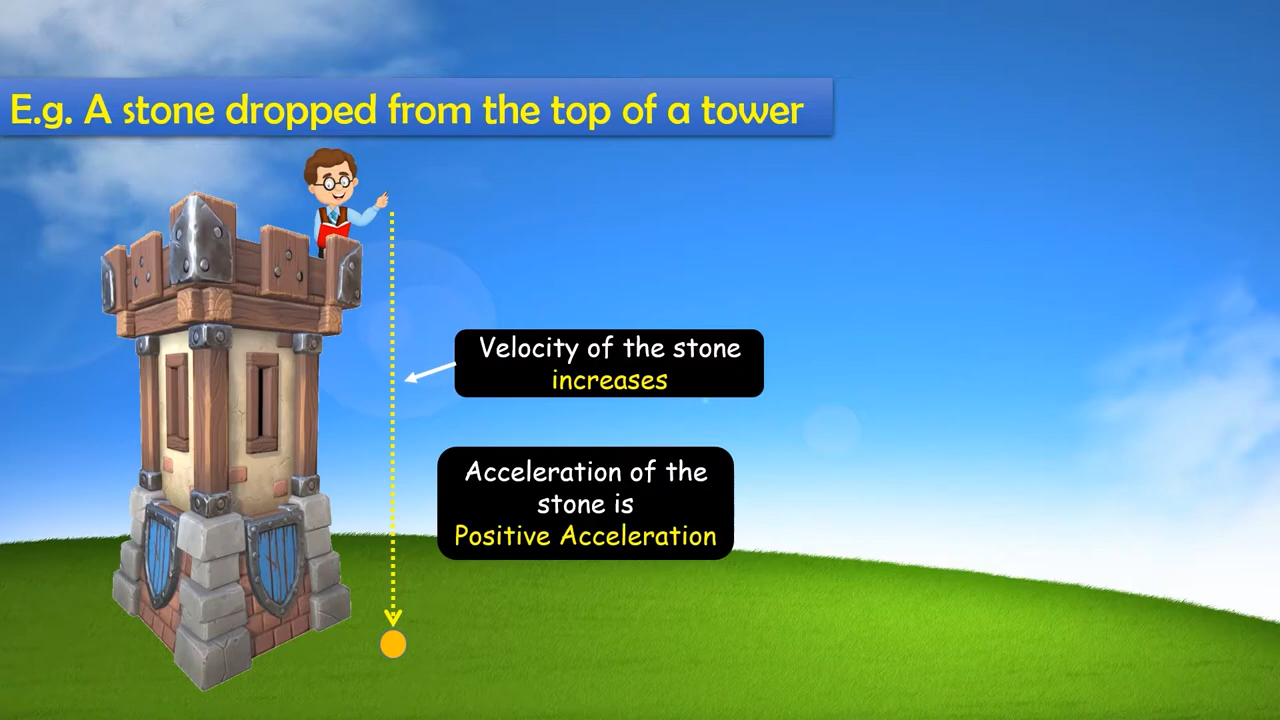 E.g. A stone dropped from the top of a tower
Velocity of the stone
increases
Acceleration of the
stone is
Positive Acceleration